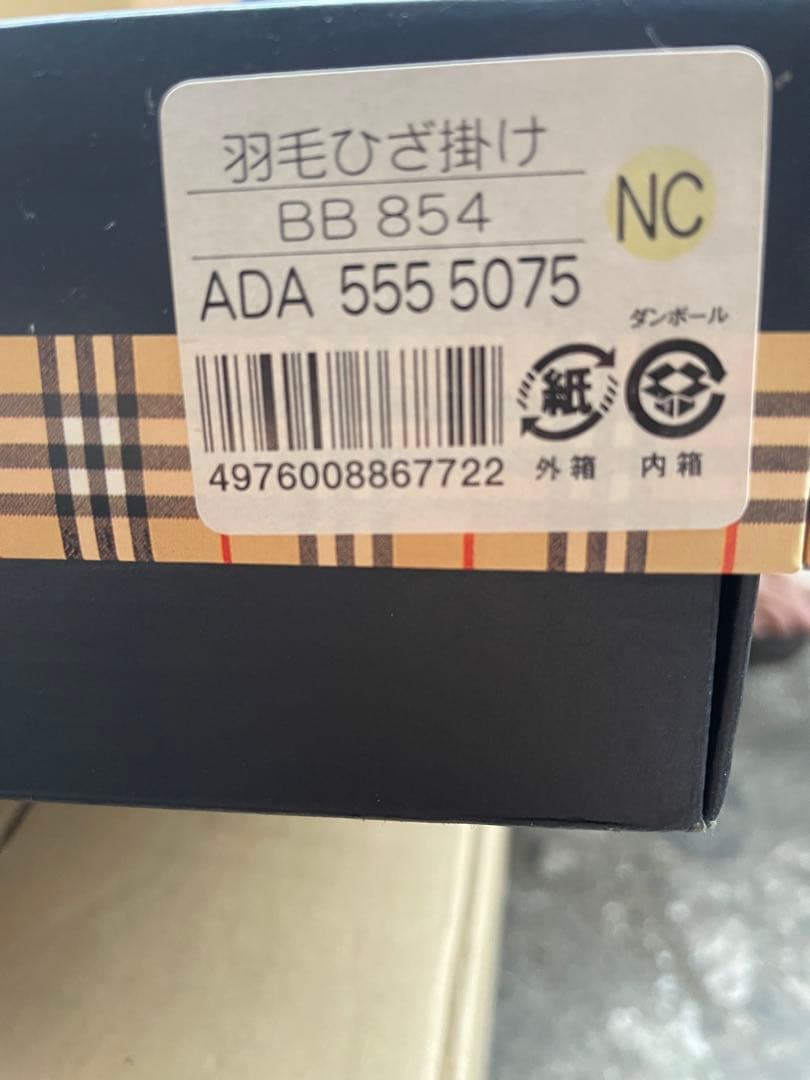 羽毛ひざ掛け
BB 854
NC
ADA 555 5075
ダンボール
紙
4976008867722
外箱
内箱